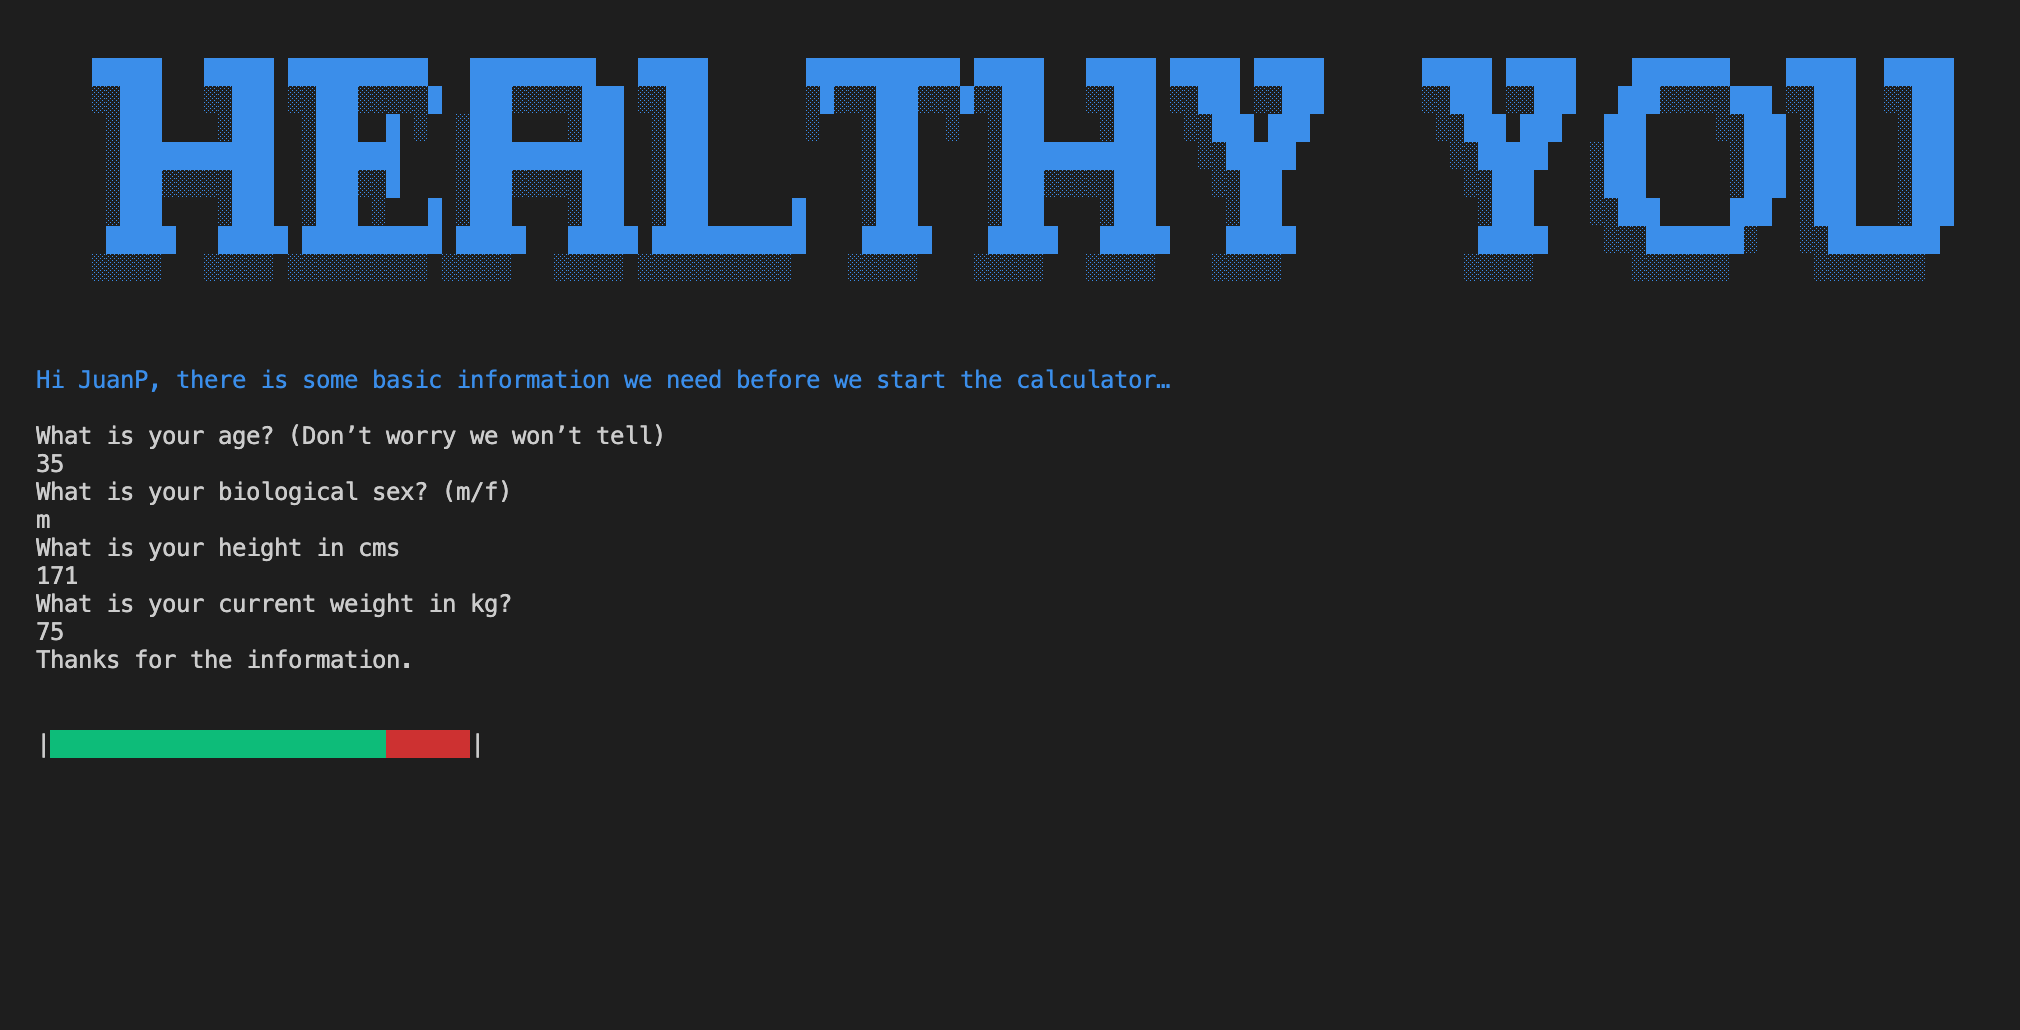 HEALTHY YOU
Hi JuanP, there is some basic information we need before we start the calculator…
What is your age? (Don’t worry we won’t tell)
35
What is your biological sex? (m/f)
m
What is your height in cms
171
What is your current weight in kg?
75
Thanks for the information.